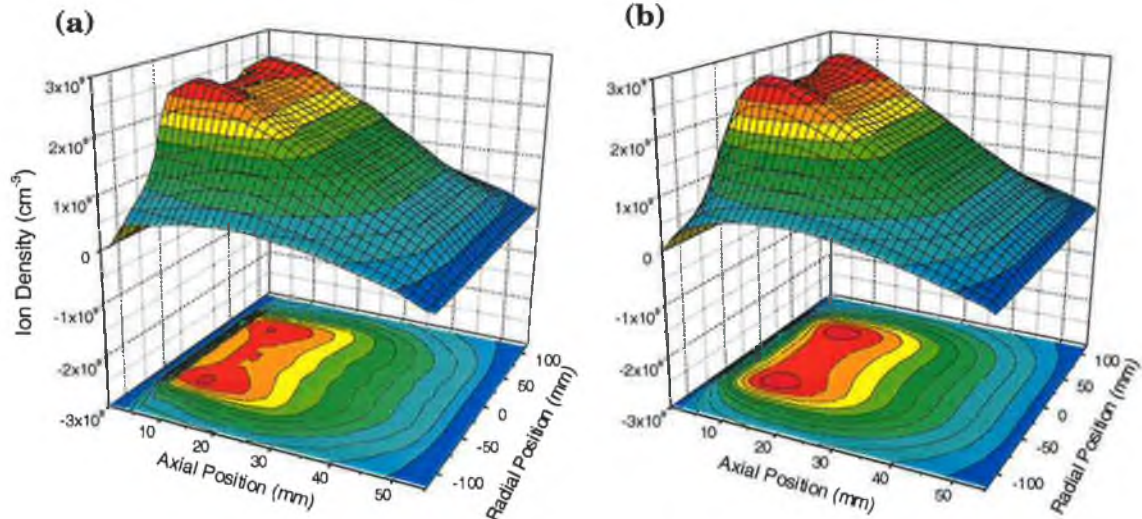 (a)
3x10⁹
2x10⁹
1x10⁹
0
-1x10⁹
-2x10⁹
-3x10⁹
Ion Density (cm⁻³)
10
20
30
40
50
Axial Position (mm)
100
50
0
-50
-100
Radial Position (mm)
(b)
3x10⁹
2x10⁹
1x10⁹
0
-1x10⁹
-2x10⁹
-3x10⁹
10
20
30
40
50
Axial Position (mm)
100
50
0
-50
-100
Radial Position (mm)